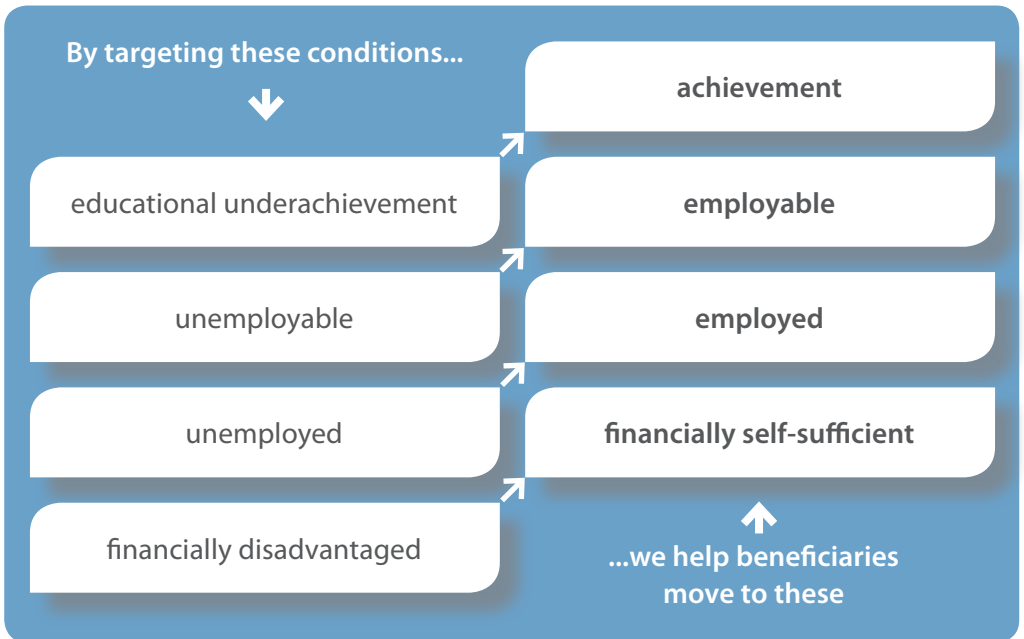 By targeting these conditions...
educational underachievement
unemployable
unemployed
financially disadvantaged
achievement
employable
employed
financially self-sufficient
...we help beneficiaries
move to these